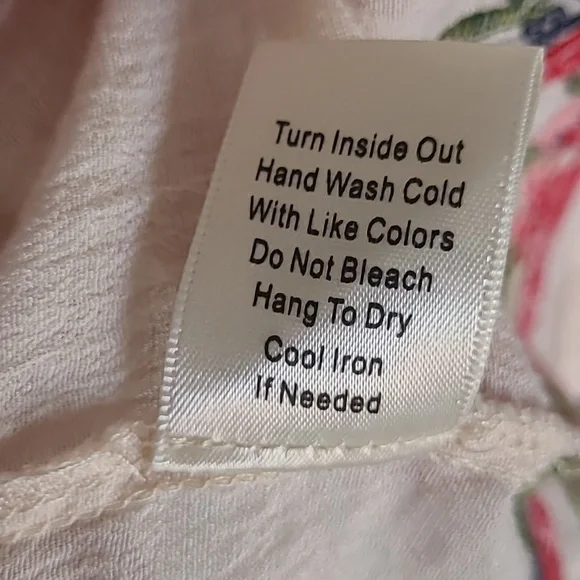 Turn Inside Out
Hand Wash Cold
With Like Colors
Do Not Bleach
Hang To Dry
Cool Iron
If Needed